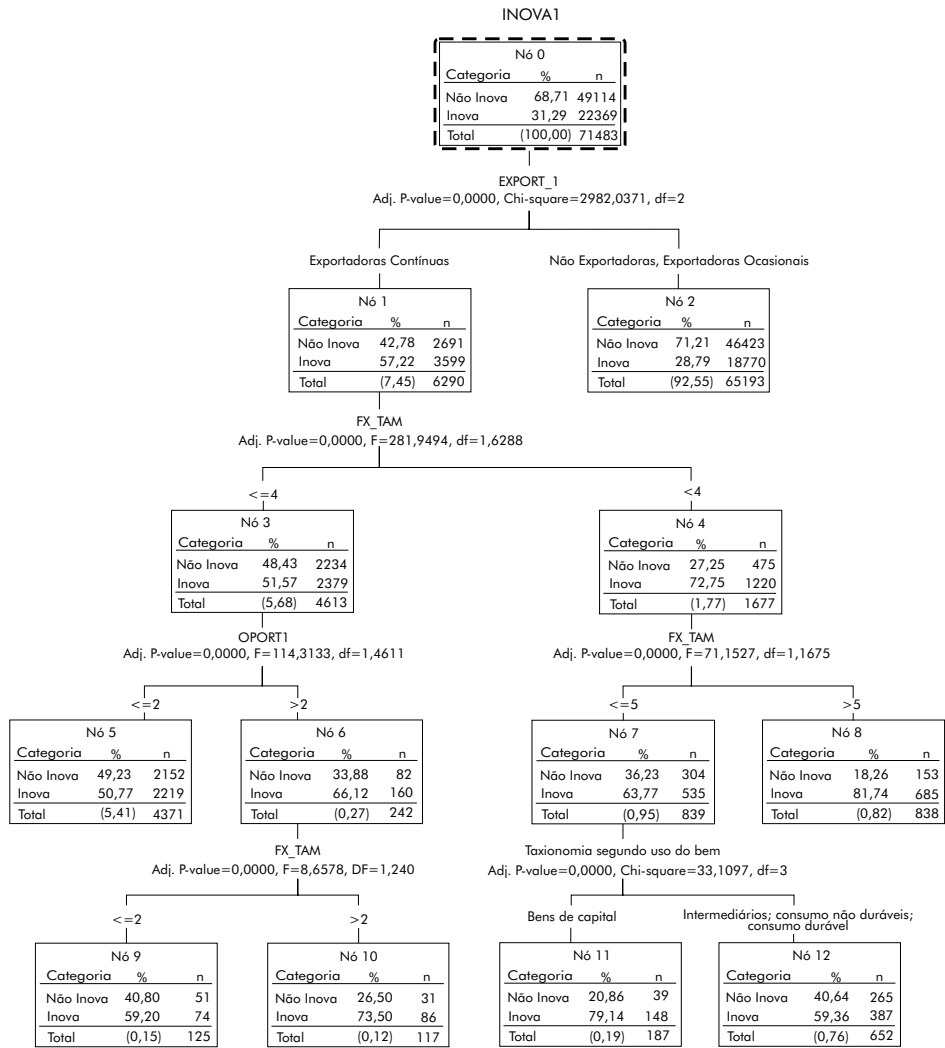 INOVA1
Nó 0
Categoria % n
Não Inova 68,71 49114
Inova 31,29 22369
Total (100,00) 71483
EXPORT_1
Adj. P-value=0,0000, Chi-square=2982,0371, df=2
Exportadoras Contínuas
Não Exportadoras, Exportadoras Ocasionais
Nó 1
Categoria % n
Não Inova 42,78 2691
Inova 57,22 3599
Total (7,45) 6290
Nó 2
Categoria % n
Não Inova 71,21 46423
Inova 28,79 18770
Total (92,55) 65193
FX_TAM
Adj. P-value=0,0000, F=281,9494, df=1,6288
<=4
<4
Nó 3
Categoria % n
Não Inova 48,43 2234
Inova 51,57 2379
Total (5,68) 4613
Nó 4
Categoria % n
Não Inova 27,25 475
Inova 72,75 1220
Total (1,77) 1677
OPORT1
Adj. P-value=0,0000, F=114,3133, df=1,4611
FX_TAM
Adj. P-value=0,0000, F=71,1527, df=1,1675
<=2
>2
<=5
>5
Nó 5
Categoria % n
Não Inova 49,23 2152
Inova 50,77 2219
Total (5,41) 4371
Nó 6
Categoria % n
Não Inova 33,88 82
Inova 66,12 160
Total (0,27) 242
Nó 7
Categoria % n
Não Inova 36,23 304
Inova 63,77 535
Total (0,95) 839
Nó 8
Categoria % n
Não Inova 18,26 153
Inova 81,74 685
Total (0,82) 838
FX_TAM
Adj. P-value=0,0000, F=8,6578, DF=1,240
Taxionomia segundo uso do bem
Adj. P-value=0,0000, Chi-square=33,1097, df=3
<=2
>2
Bens de capital
Intermediários; consumo não duráveis;
consumo durável
Nó 9
Categoria % n
Não Inova 40,80 51
Inova 59,20 74
Total (0,15) 125
Nó 10
Categoria % n
Não Inova 26,50 31
Inova 73,50 86
Total (0,12) 117
Nó 11
Categoria % n
Não Inova 20,86 39
Inova 79,14 148
Total (0,19) 187
Nó 12
Categoria % n
Não Inova 40,64 265
Inova 59,36 387
Total (0,76) 652